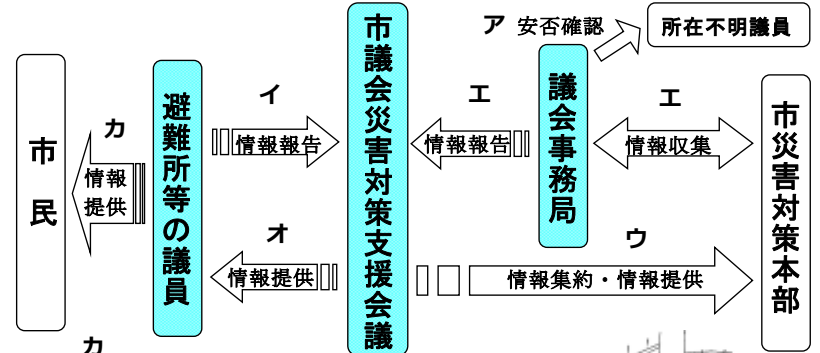 ア 安否確認
所在不明議員
市民
カ
情報
提供
避難所等の議員
イ
情報報告
オ
情報提供
市議会災害対策支援会議
エ
情報報告
議会事務局
エ
情報収集
ウ
情報集約・情報提供
市災害対策本部
カ